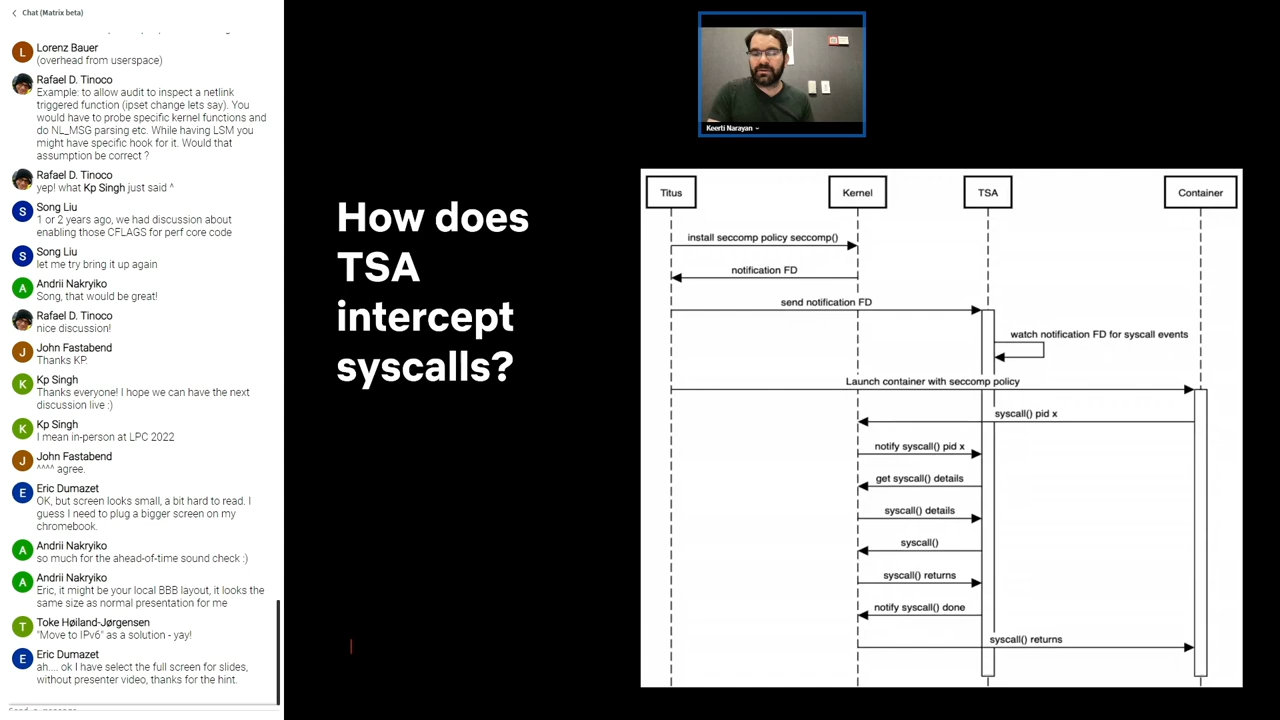 Chat (Matrix beta)
Lorenz Bauer
(overhead from userspace)
Rafael D. Tinoco
Example: to allow audit to inspect a netlink
triggered function (ipset change lets say). You
would have to probe specific kernel functions and
do NL_MSG parsing etc. While having LSM you
might have specific hook for it. Would that
assumption be correct ?
Rafael D. Tinoco
yep! what Kp Singh just said ^
Song Liu
1 or 2 years ago, we had discussion about
enabling those CFLAGS for perf core code
Song Liu
let me try bring it up again
Andrii Nakryiko
Song, that would be great!
Rafael D. Tinoco
nice discussion!
John Fastabend
Thanks KP.
Kp Singh
Thanks everyone! I hope we can have the next
discussion live :)
Kp Singh
I mean in-person at LPC 2022
John Fastabend
^^^^ agree.
Eric Dumazet
OK, but screen looks small, a bit hard to read. I
guess I need to plug a bigger screen on my
chromebook.
Andrii Nakryiko
so much for the ahead-of-time sound check :)
Andrii Nakryiko
Eric, it might be your local BBB layout, it looks the
same size as normal presentation for me
Toke Høiland-Jørgensen
"Move to IPv6" as a solution - yay!
Eric Dumazet
ah.... ok I have select the full screen for slides,
without presenter video, thanks for the hint.
L
S
S
A
J
K
K
J
E
A
A
T
E
Keerti Narayan
How does
TSA
intercept
syscalls?
Titus
Kernel
TSA
Container
install seccomp policy seccomp()
notification FD
send notification FD
watch notification FD for syscall events
Launch container with seccomp policy
syscall() pid x
notify syscall() pid x
get syscall() details
syscall() details
syscall()
syscall() returns
notify syscall() done
syscall() returns